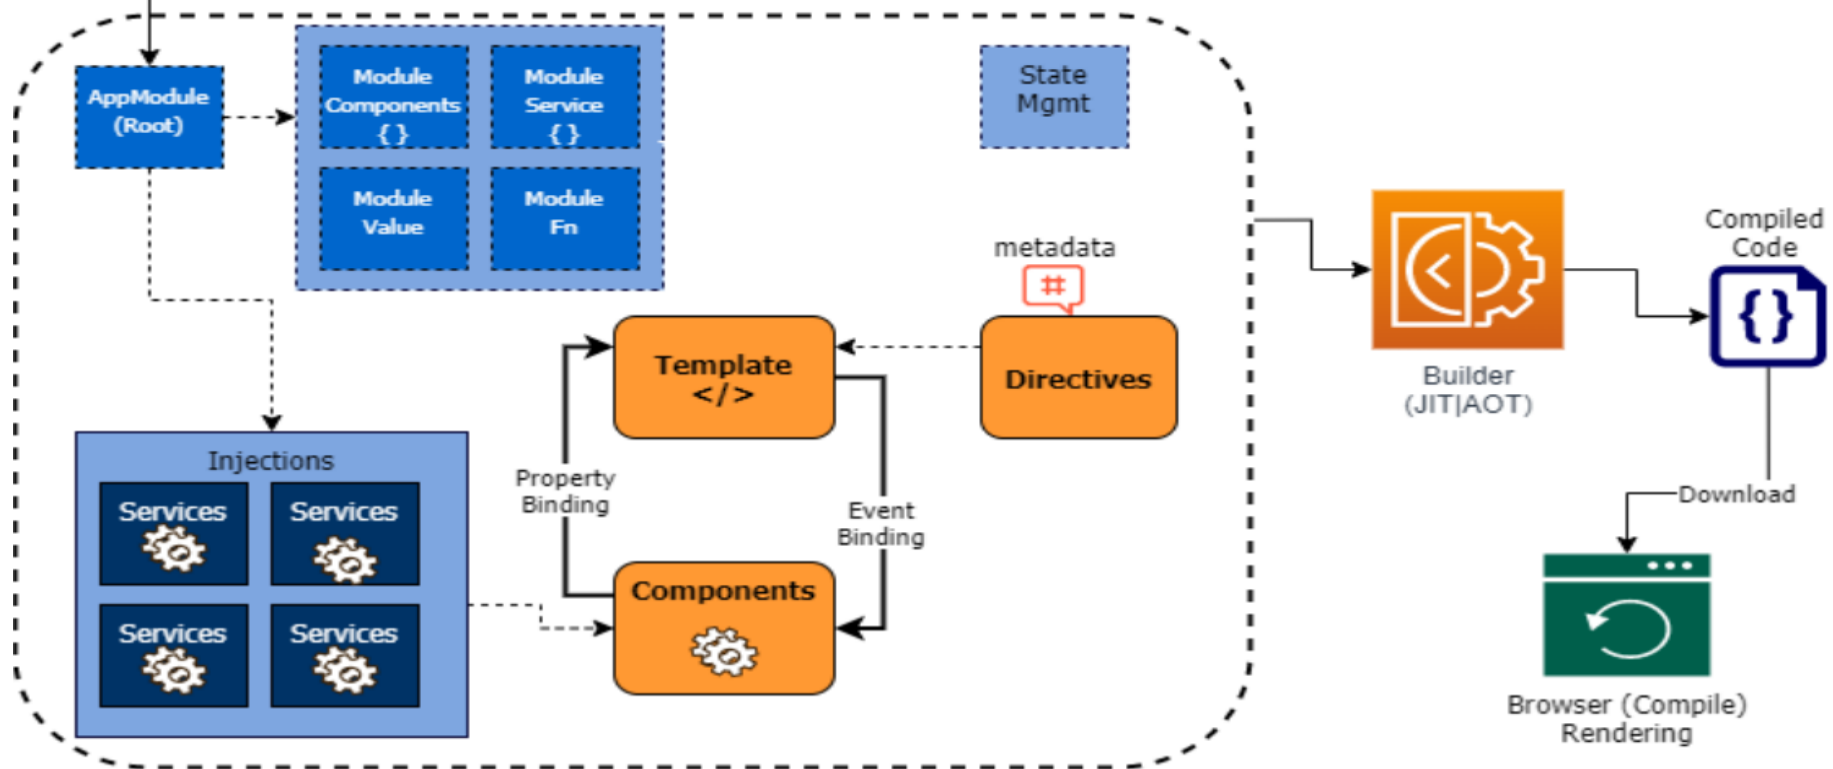 AppModule
(Root)
Module
Components
{}
Module
Service
{}
Module
Value
Module
Fn
State
Mgmt
metadata
#
Template
</>
Directives
Property
Binding
Event
Binding
Components
Injections
Services
Services
Services
Services
Builder
(JIT|AOT)
Compiled
Code
{}
Download
Browser (Compile)
Rendering